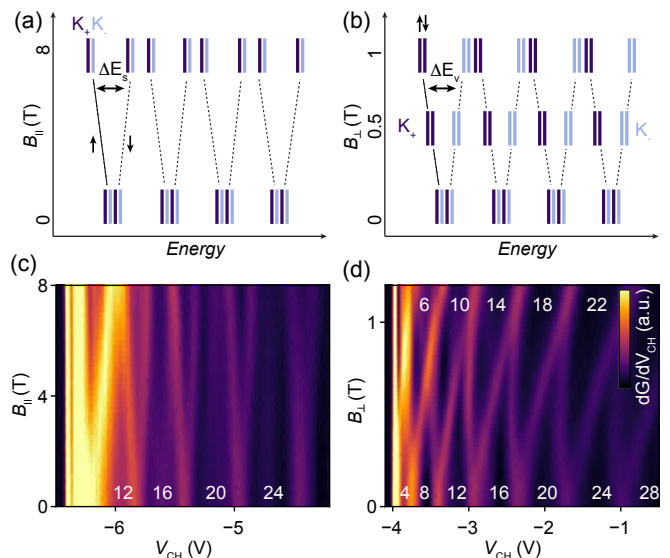 (a)
K+ K-
8
ΔEs
↑
↓
B|| (T)
0
Energy
(b)
↑↓
1
ΔEv
K+
K-
0.5
B⊥ (T)
0
Energy
(c)
8
4
0
B|| (T)
12 16 20 24
-6 -5
VCH (V)
(d)
6 10 14 18 22
dG/dVCH (a.u.)
1
0
B⊥ (T)
4 8 12 16 20 24 28
-4 -3 -2 -1
VCH (V)